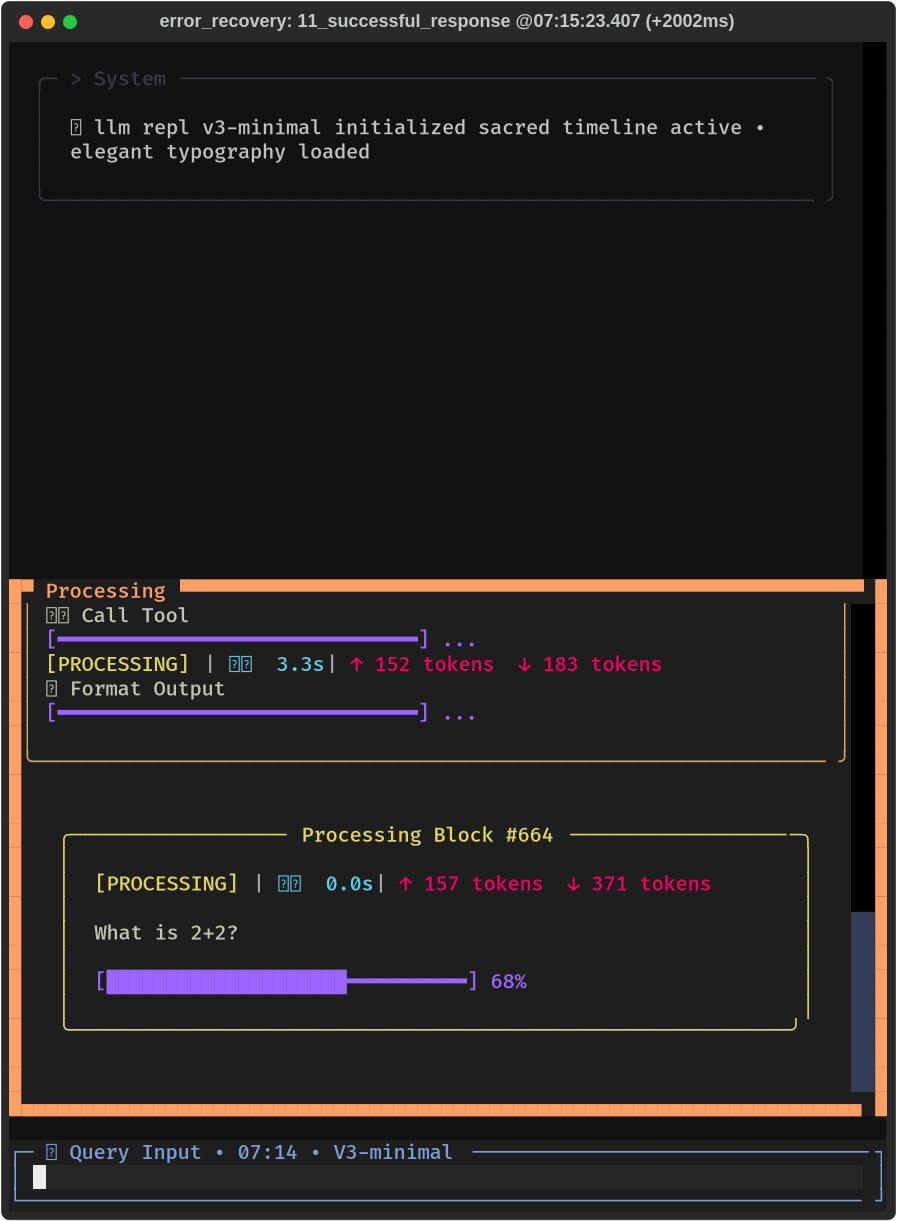 error_recovery: 11_successful_response @07:15:23.407 (+2002ms)
> System
llm repl v3-minimal initialized sacred timeline active •
elegant typography loaded
Processing
Call Tool
[━━━━━━━━━━━━━━━━━━━━━━━━━━━━━━] ...
[PROCESSING] | 3.3s| ↑ 152 tokens ↓ 183 tokens
Format Output
[━━━━━━━━━━━━━━━━━━━━━━━━━━━━━━] ...
Processing Block #664
[PROCESSING] | 0.0s| ↑ 157 tokens ↓ 371 tokens
What is 2+2?
[████████████████████━━━━━━━━━━] 68%
Query Input • 07:14 • V3-minimal